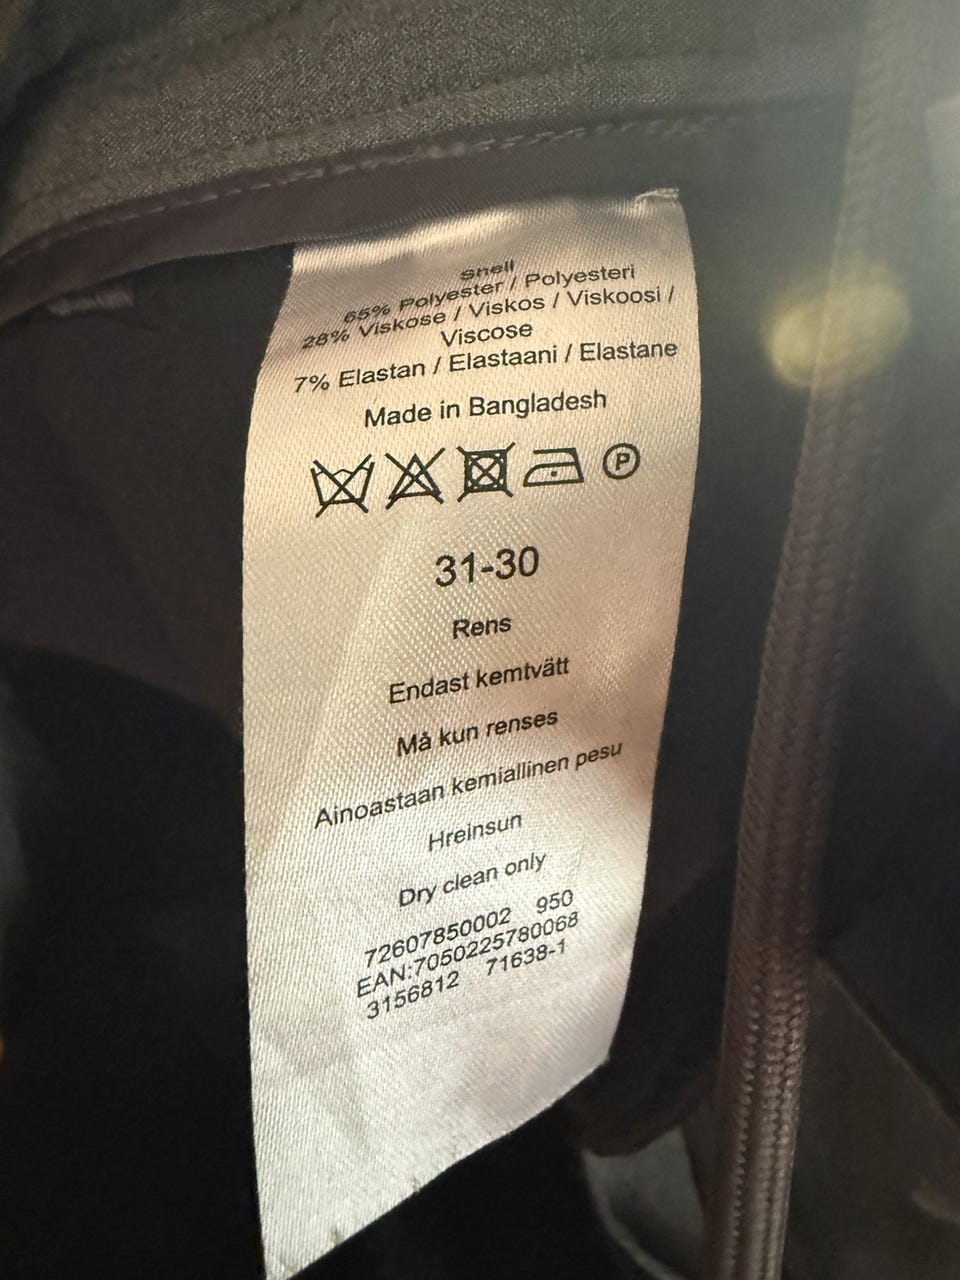 Shell
65% Polyester / Polyesteri
28% Viskose / Viskos / Viskoosi /
Viscose
7% Elastan / Elastaani / Elastane
Made in Bangladesh
P
31-30
Rens
Endast kemtvätt
Må kun renses
Ainoastaan kemiallinen pesu
Hreinsun
Dry clean only
72607850002 950
EAN:7050225780068
3156812 71638-1